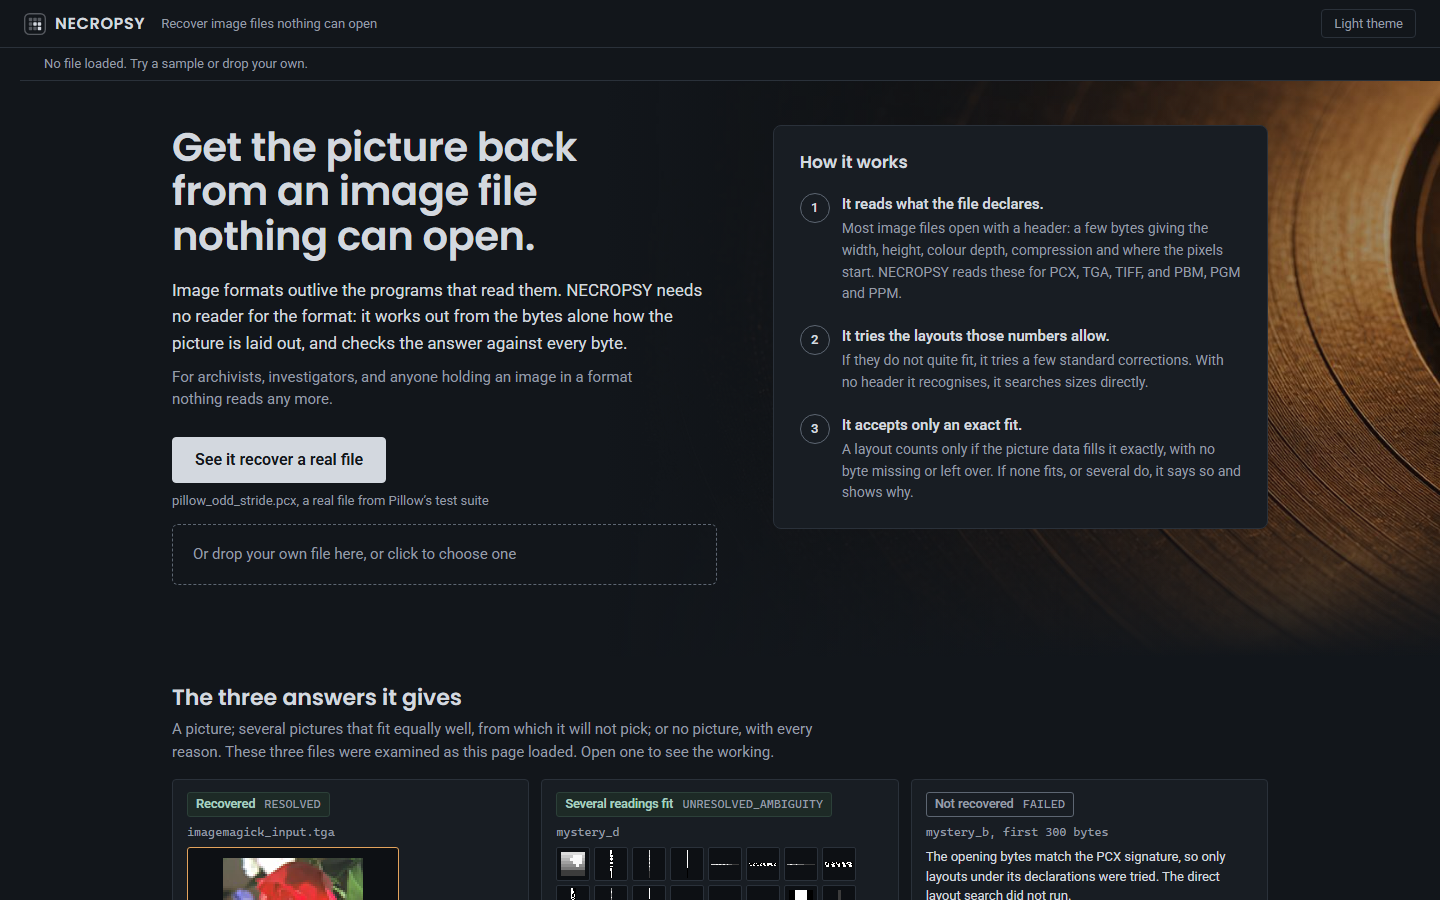 NECROPSY Recover image files nothing can open
Light theme
No file loaded. Try a sample or drop your own.
Get the picture back
from an image file
nothing can open.
Image formats outlive the programs that read them. NECROPSY needs
no reader for the format: it works out from the bytes alone how the
picture is laid out, and checks the answer against every byte.
For archivists, investigators, and anyone holding an image in a format
nothing reads any more.
See it recover a real file
pillow_odd_stride.pcx, a real file from Pillow's test suite
Or drop your own file here, or click to choose one
How it works
1 It reads what the file declares.
Most image files open with a header: a few bytes giving the
width, height, colour depth, compression and where the pixels
start. NECROPSY reads these for PCX, TGA, TIFF, and PBM, PGM
and PPM.
2 It tries the layouts those numbers allow.
If they do not quite fit, it tries a few standard corrections. With
no header it recognises, it searches sizes directly.
3 It accepts only an exact fit.
A layout counts only if the picture data fills it exactly, with no
byte missing or left over. If none fits, or several do, it says so and
shows why.
The three answers it gives
A picture; several pictures that fit equally well, from which it will not pick; or no picture, with every
reason. These three files were examined as this page loaded. Open one to see the working.
Recovered RESOLVED
imagemagick_input.tga
Several readings fit UNRESOLVED_AMBIGUITY
mystery_d
Not recovered FAILED
mystery_b, first 300 bytes
The opening bytes match the PCX signature, so only
layouts under its declarations were tried. The direct
layout search did not run.